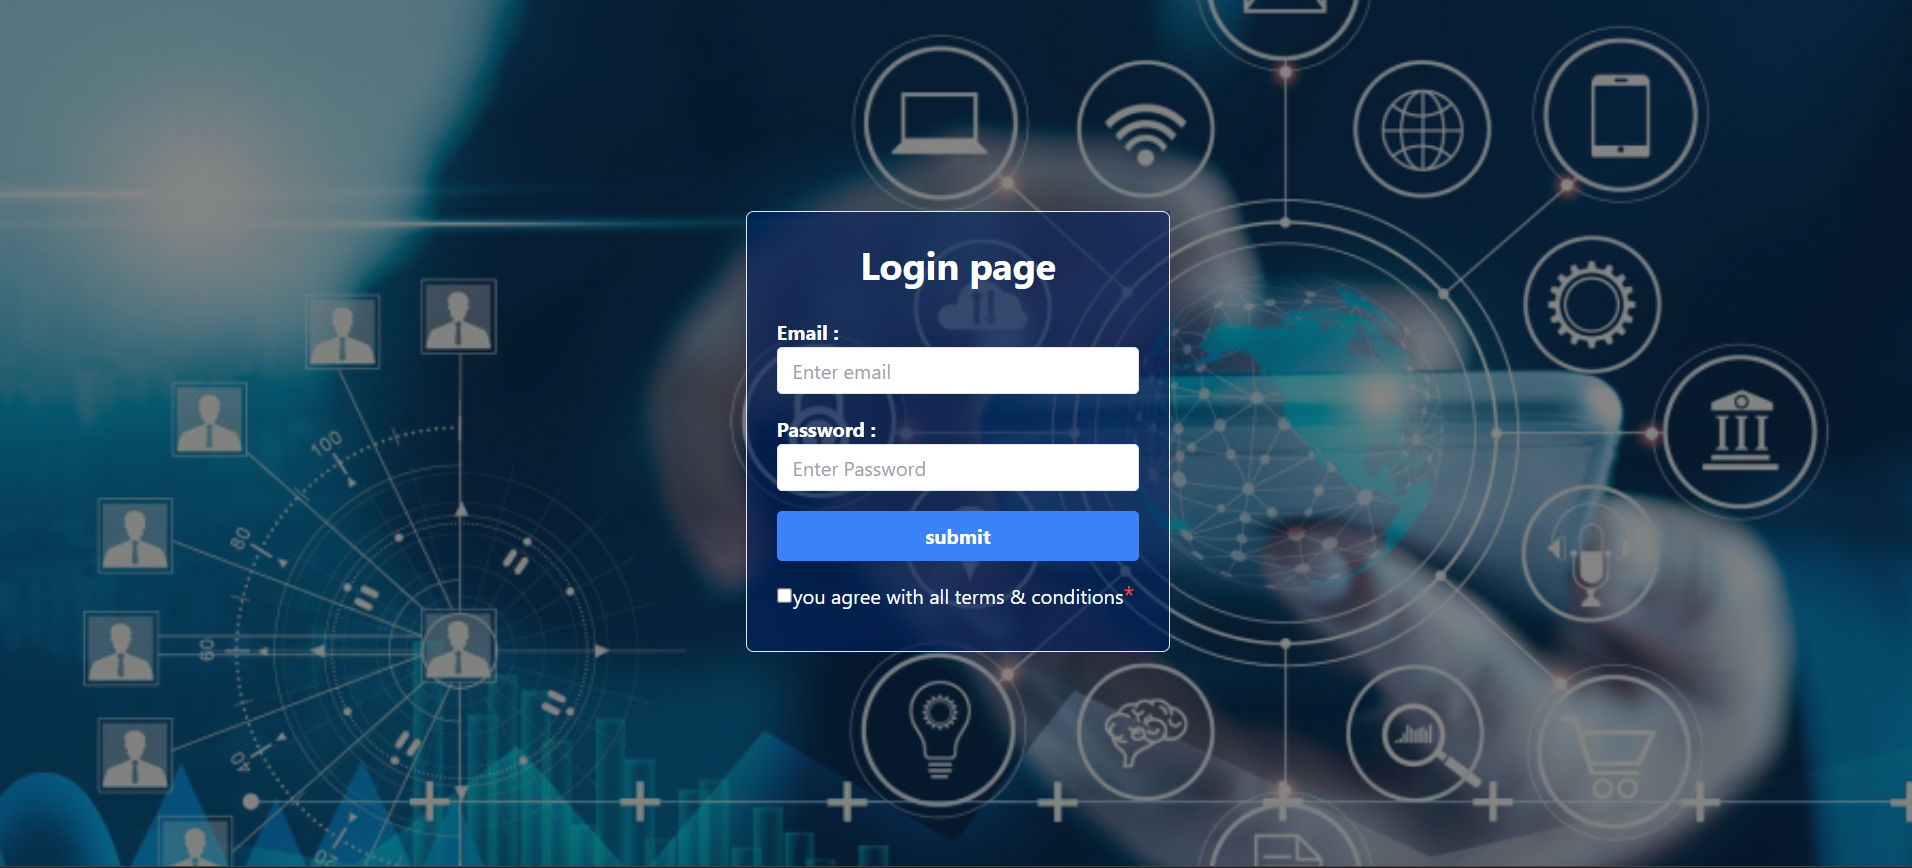 Login page
Email :
Enter email
Password :
Enter Password
submit
you agree with all terms & conditions*
100
80
60
40
20